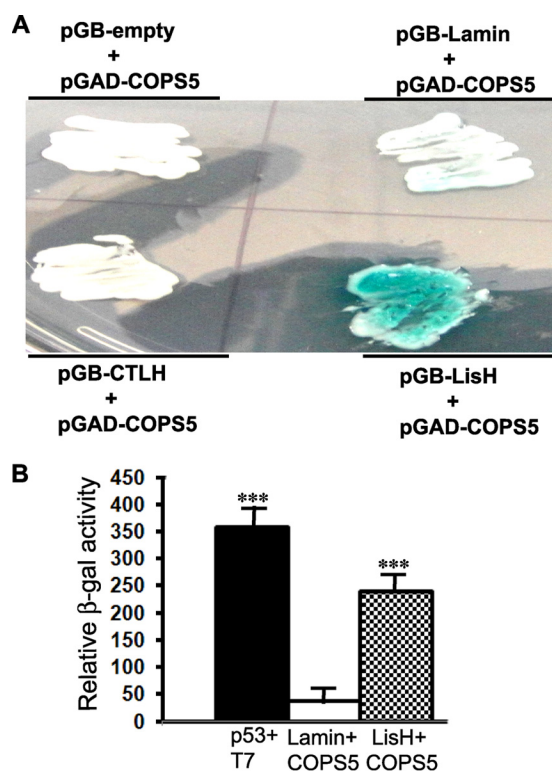 A
pGB-empty
+
pGAD-COPS5
pGB-Lamin
+
pGAD-COPS5
pGB-CTLH
+
pGAD-COPS5
pGB-LisH
+
pGAD-COPS5
B
Relative β-gal activity
450
400
350
300
250
200
150
100
50
0
***
***
p53+
T7
Lamin+
COPS5
LisH+
COPS5